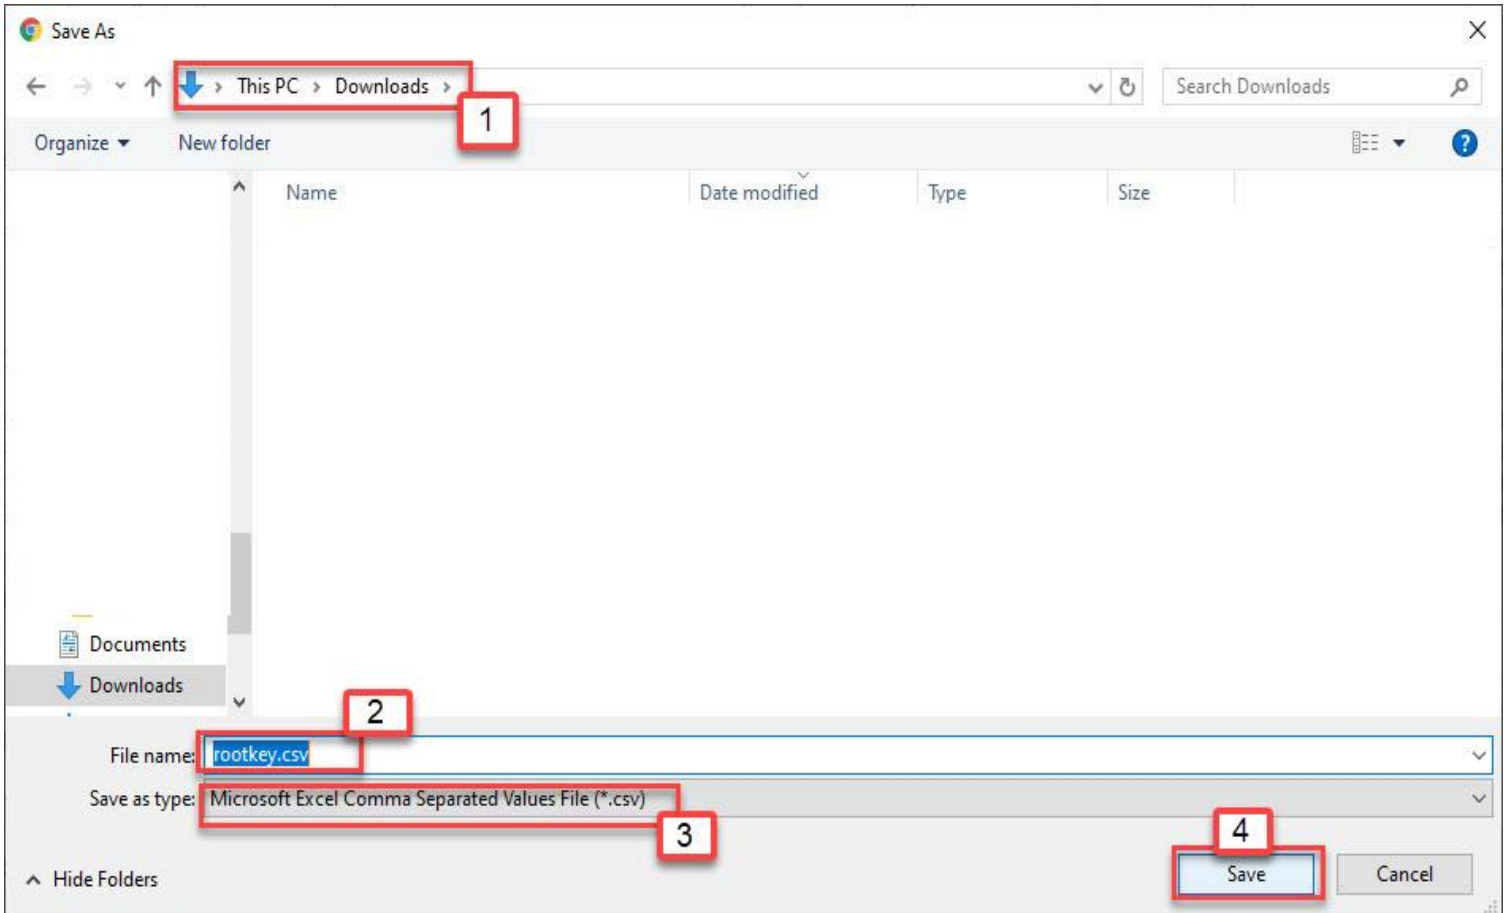 Save As
This PC > Downloads >
Search Downloads
1
Organize
New folder
?
Name
Date modified
Type
Size
Documents
Downloads
2
File name: rootkey.csv
Save as type: Microsoft Excel Comma Separated Values File (*.csv)
3
4
Hide Folders
Save
Cancel